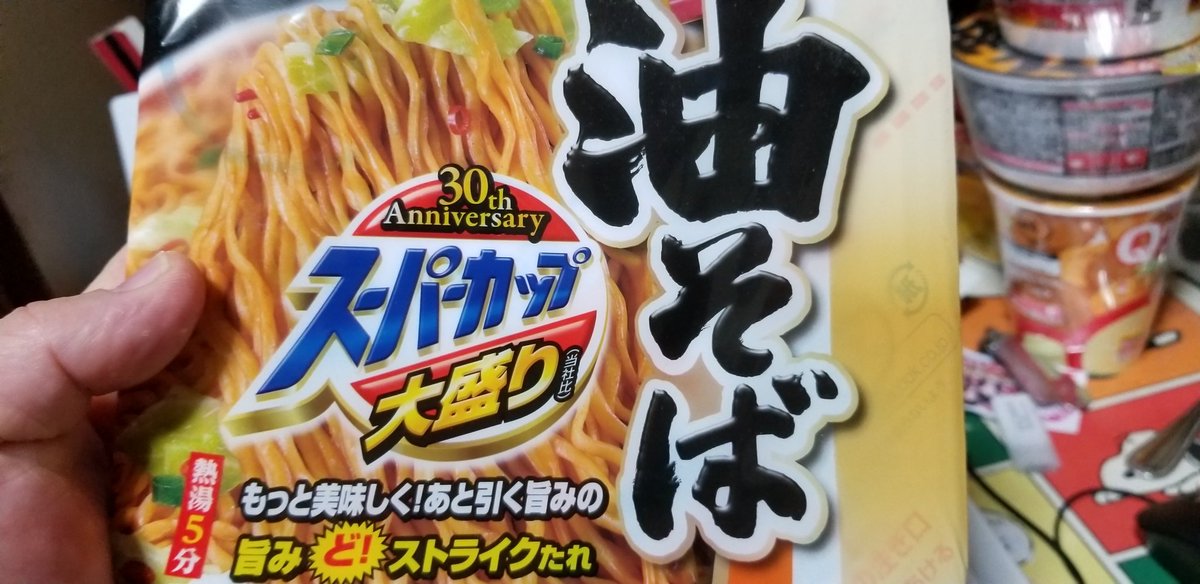 油そば
30th
Anniversary
スーパーカップ
大盛り
(当社比)
もっと美味しく!あと引く旨みの
旨みど!ストライクたれ
熱湯5分
紙